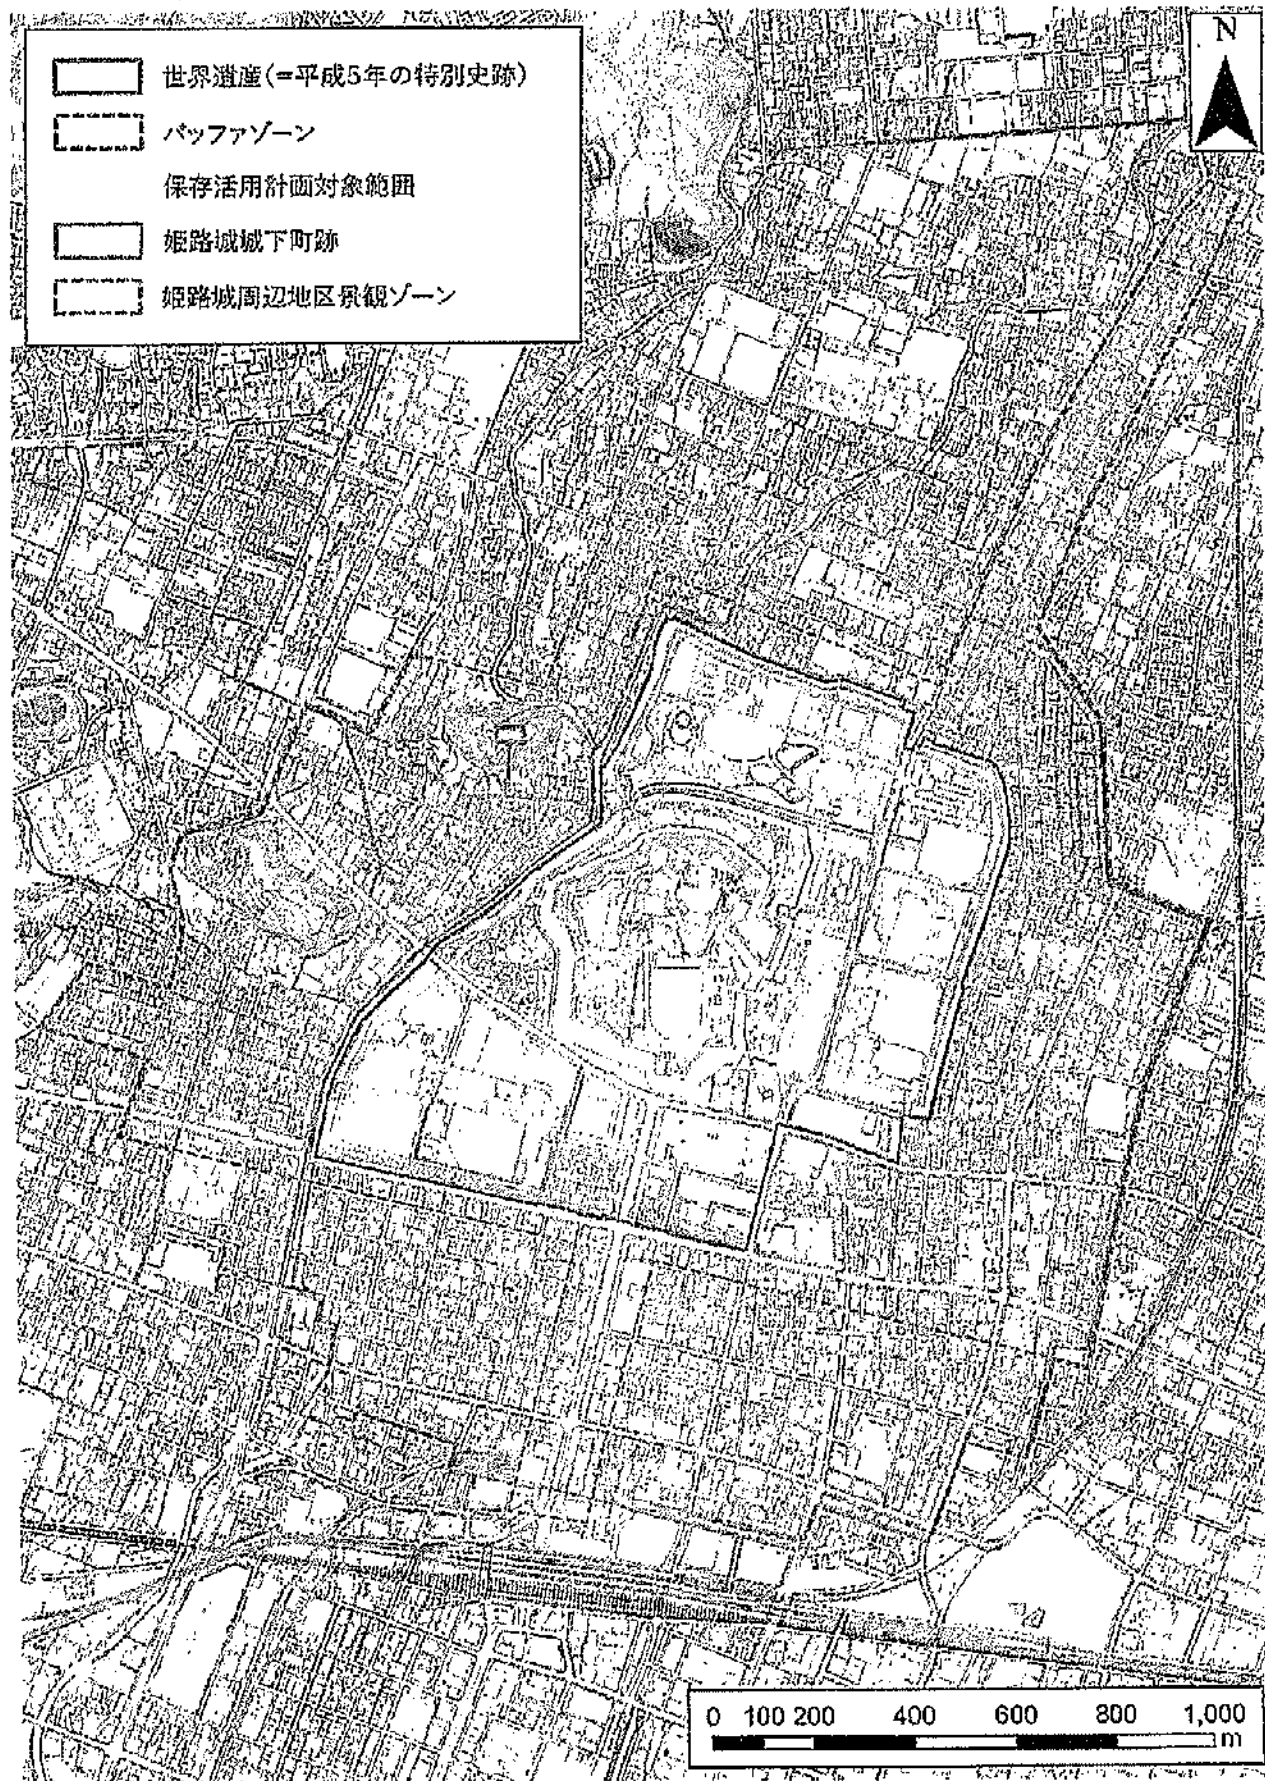 世界遺産(=平成5年の特別史跡)
バッファゾーン
保存活用計画対象範囲
姫路城城下町跡
姫路城周辺地区景観ゾーン
N
0 100 200 400 600 800 1,000
m